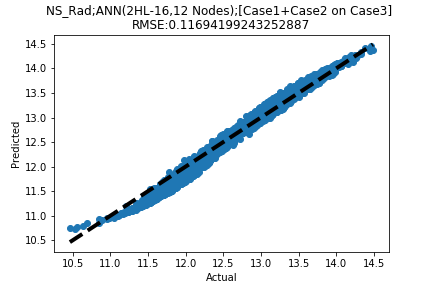 NS_Rad;ANN(2HL-16,12 Nodes);[Case1+Case2 on Case3]
RMSE:0.11694199243252887
14.5
14.0
13.5
13.0
12.5
12.0
11.5
11.0
10.5
Predicted
10.5 11.0 11.5 12.0 12.5 13.0 13.5 14.0 14.5
Actual